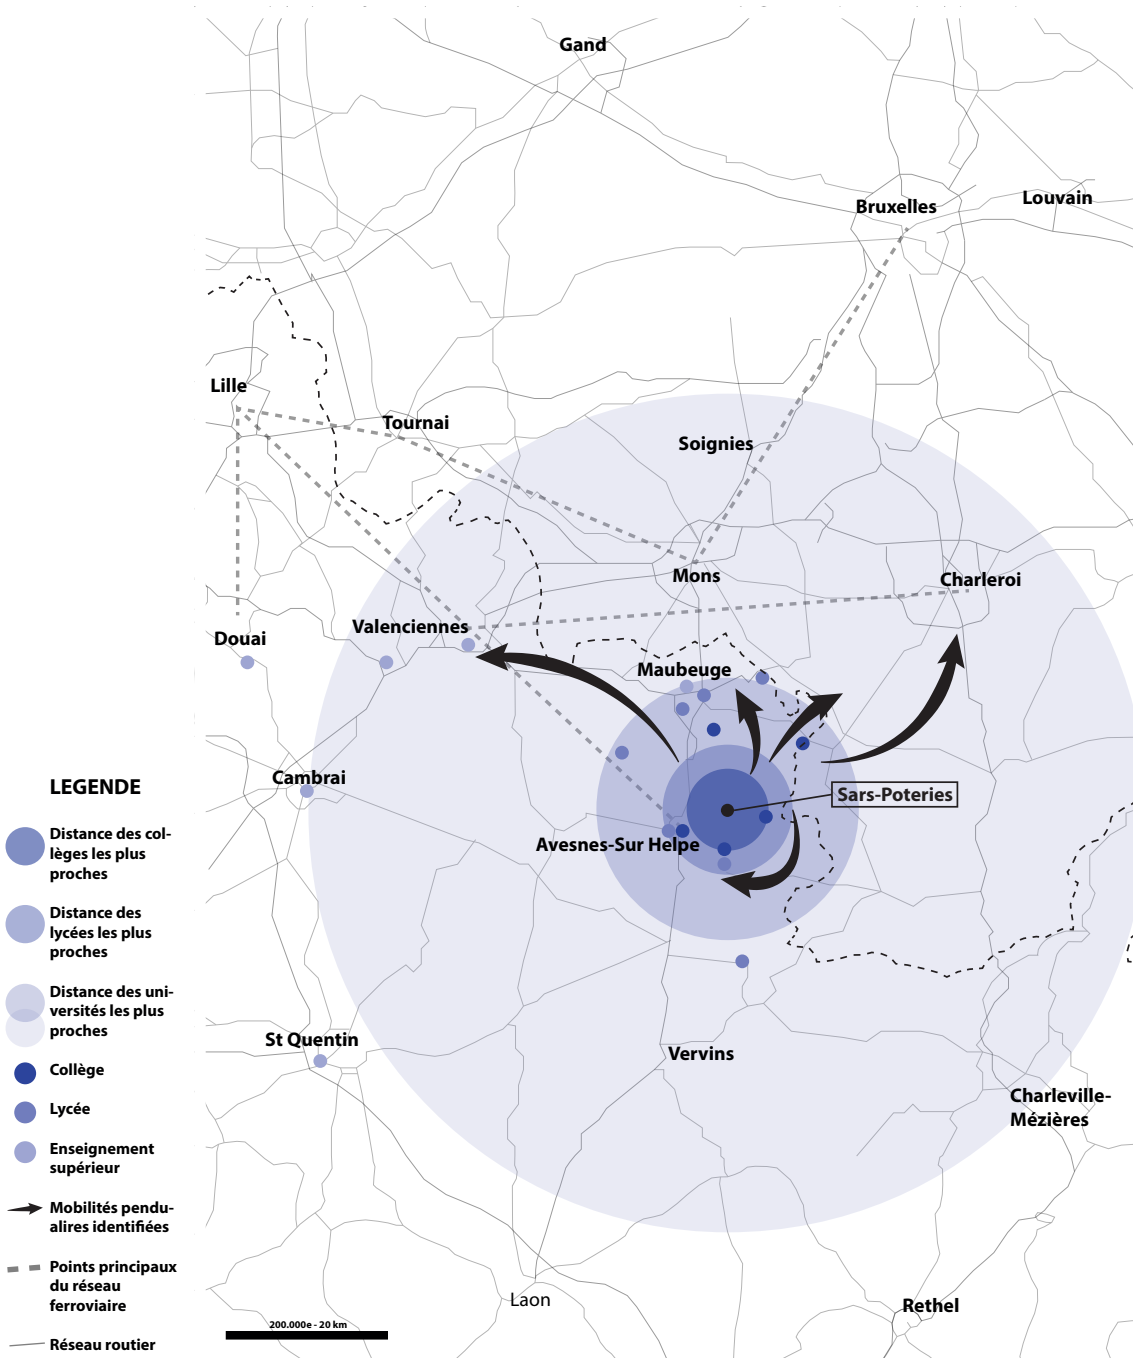 Gand
Bruxelles
Louvain
Lille
Tournai
Soignies
Mons
Charleroi
Valenciennes
Douai
Maubeuge
Cambrai
Sars-Poteries
Avesnes-Sur Helpe
St Quentin
Vervins
Charleville-
Mézières
Laon
Rethel
200.000e - 20 km
LEGENDE
Distance des col-
lèges les plus
proches
Distance des
lycées les plus
proches
Distance des uni-
versités les plus
proches
Collège
Lycée
Enseignement
supérieur
Mobilités pendu-
alires identifiées
Points principaux
du réseau
ferroviaire
Réseau routier